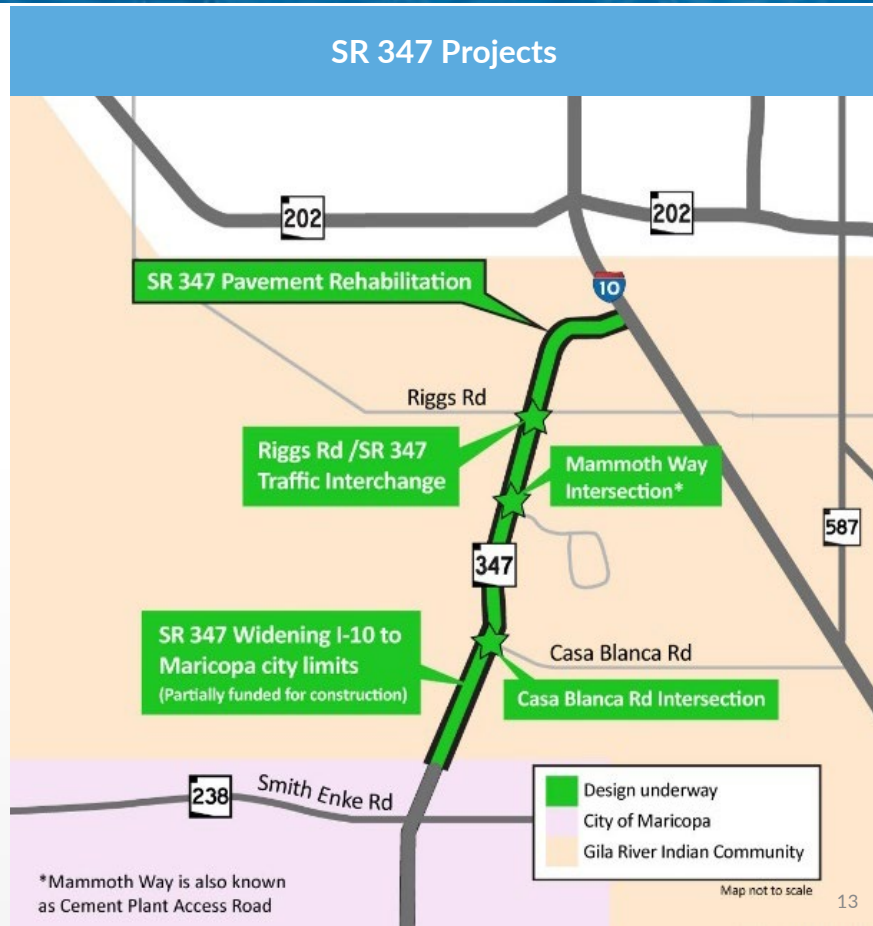 SR 347 Projects
202
202
SR 347 Pavement Rehabilitation
10
Riggs Rd
Riggs Rd /SR 347
Traffic Interchange
Mammoth Way
Intersection*
587
347
SR 347 Widening I-10 to
Maricopa city limits
(Partially funded for construction)
Casa Blanca Rd
Casa Blanca Rd Intersection
238
Smith Enke Rd
Design underway
City of Maricopa
Gila River Indian Community
*Mammoth Way is also known
as Cement Plant Access Road
Map not to scale
13